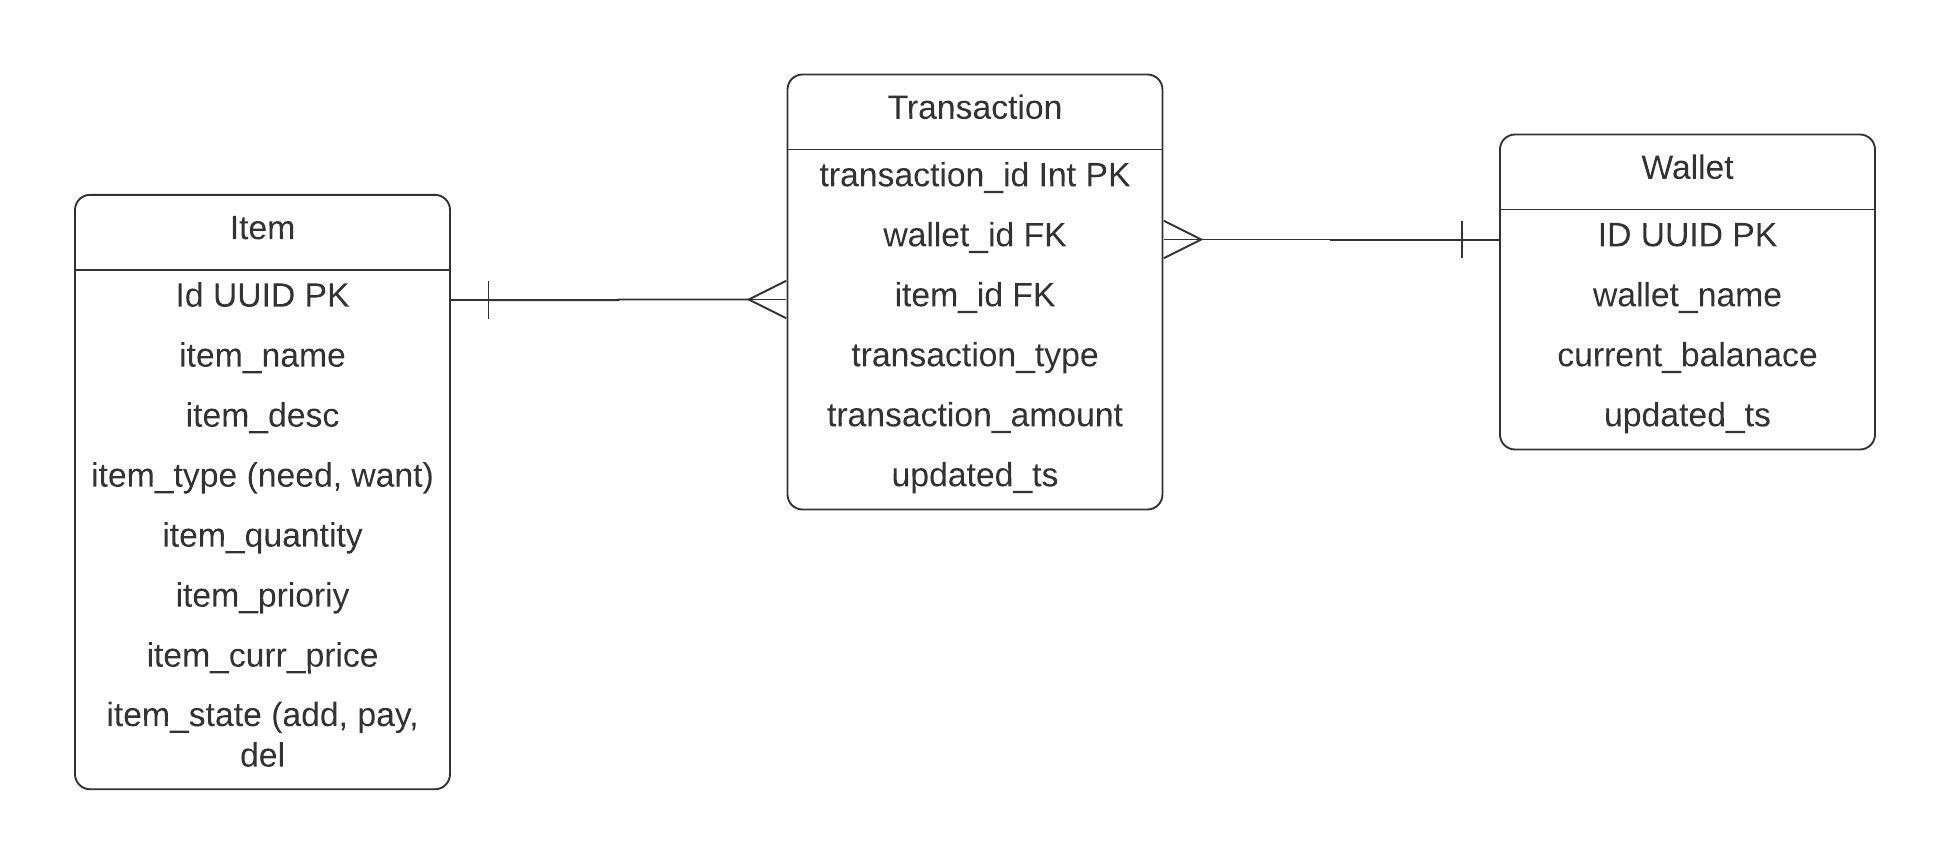 Item
Id UUID PK
item_name
item_desc
item_type (need, want)
item_quantity
item_prioriy
item_curr_price
item_state (add, pay,
del
Transaction
transaction_id Int PK
wallet_id FK
item_id FK
transaction_type
transaction_amount
updated_ts
Wallet
ID UUID PK
wallet_name
current_balanace
updated_ts